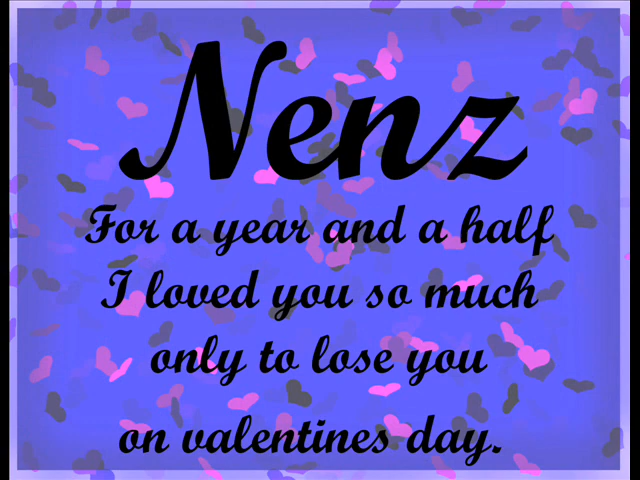 Nenz
For a year and a half
I loved you so much
only to lose you
on valentines day.